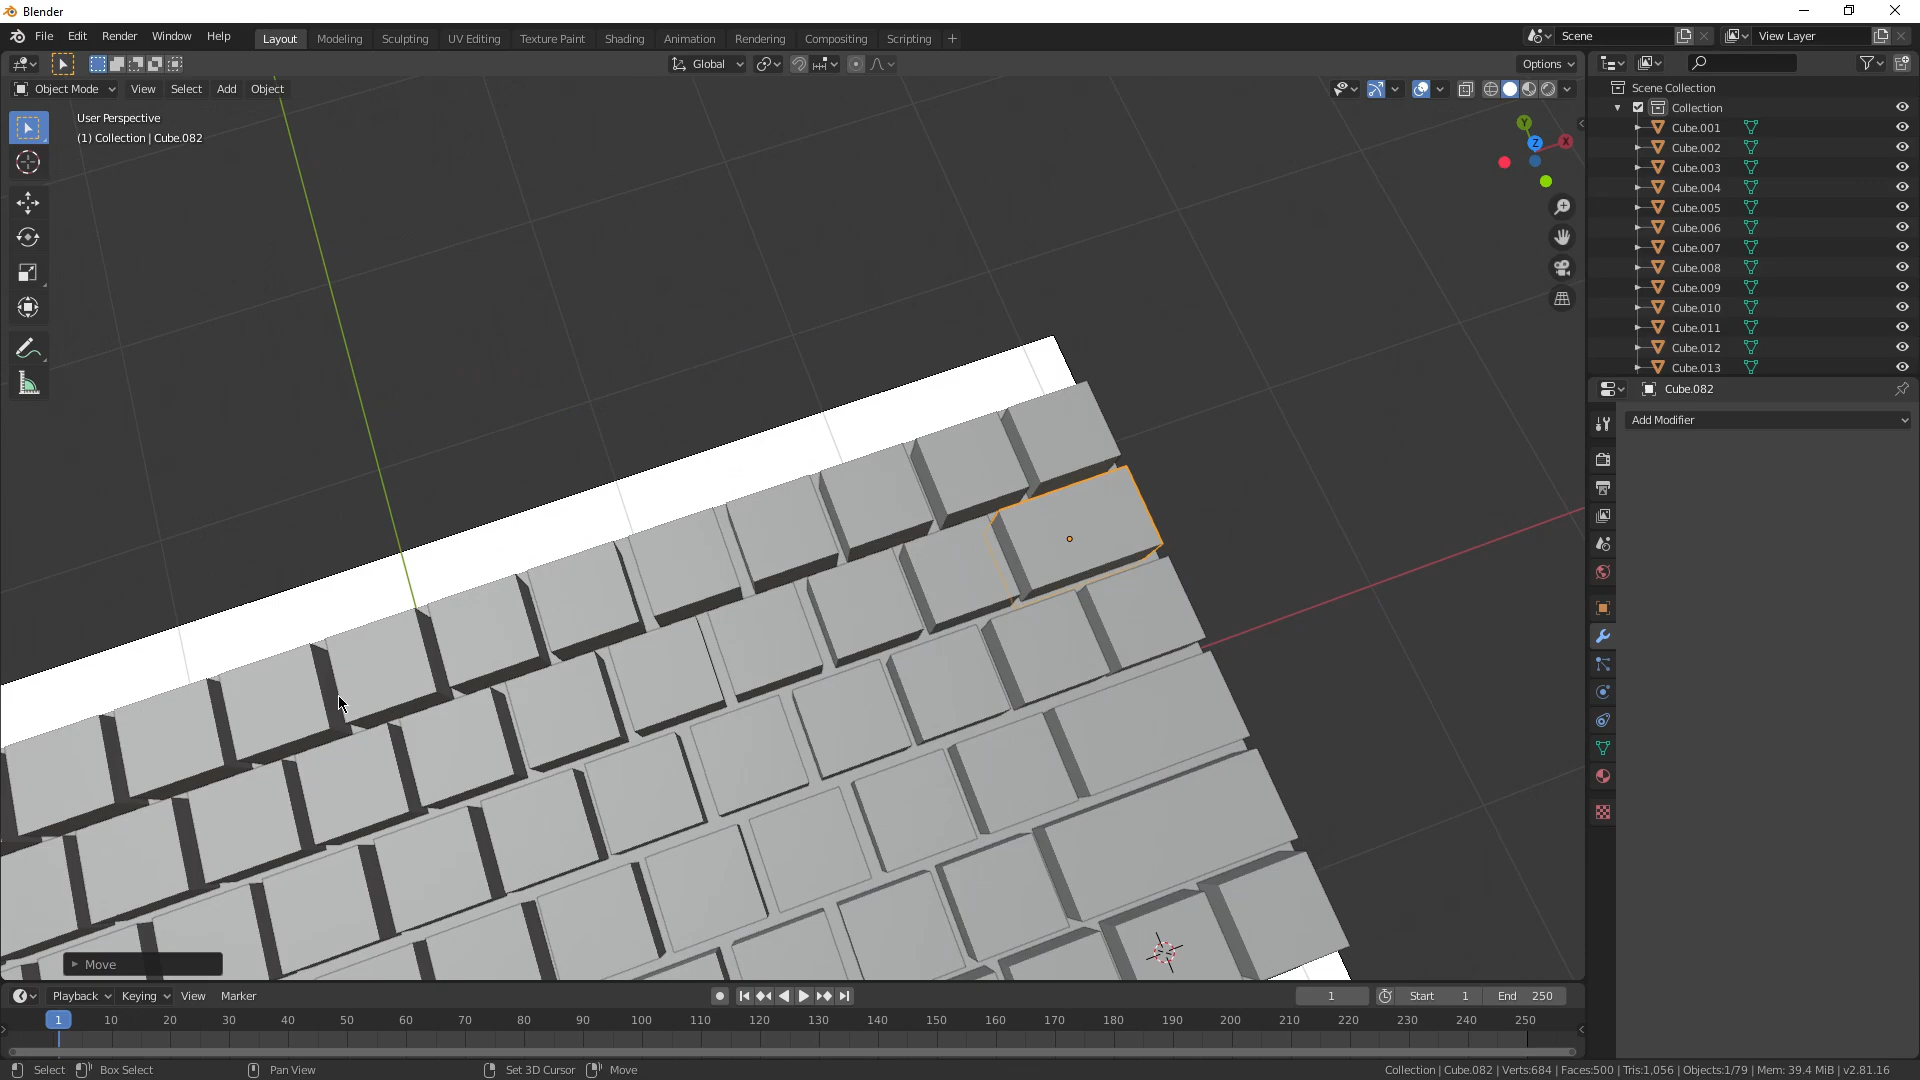 Blender
File Edit Render Window Help
Layout Modeling Sculpting UV Editing Texture Paint Shading Animation Rendering Compositing Scripting +
Scene View Layer
Global Options
Object Mode View Select Add Object
User Perspective
(1) Collection | Cube.082
Y
X
Z
Scene Collection
Collection
Cube.001
Cube.002
Cube.003
Cube.004
Cube.005
Cube.006
Cube.007
Cube.008
Cube.009
Cube.010
Cube.011
Cube.012
Cube.013
Cube.082
Add Modifier
Move
Playback Keying View Marker
1 Start 1 End 250
1 10 20 30 40 50 60 70 80 90 100 110 120 130 140 150 160 170 180 190 200 210 220 230 240 250
Select Box Select Pan View Set 3D Cursor Move
Collection | Cube.082 | Verts:684 | Faces:500 | Tris:1,056 | Objects:1/79 | Mem: 39.4 MiB | v2.81.16